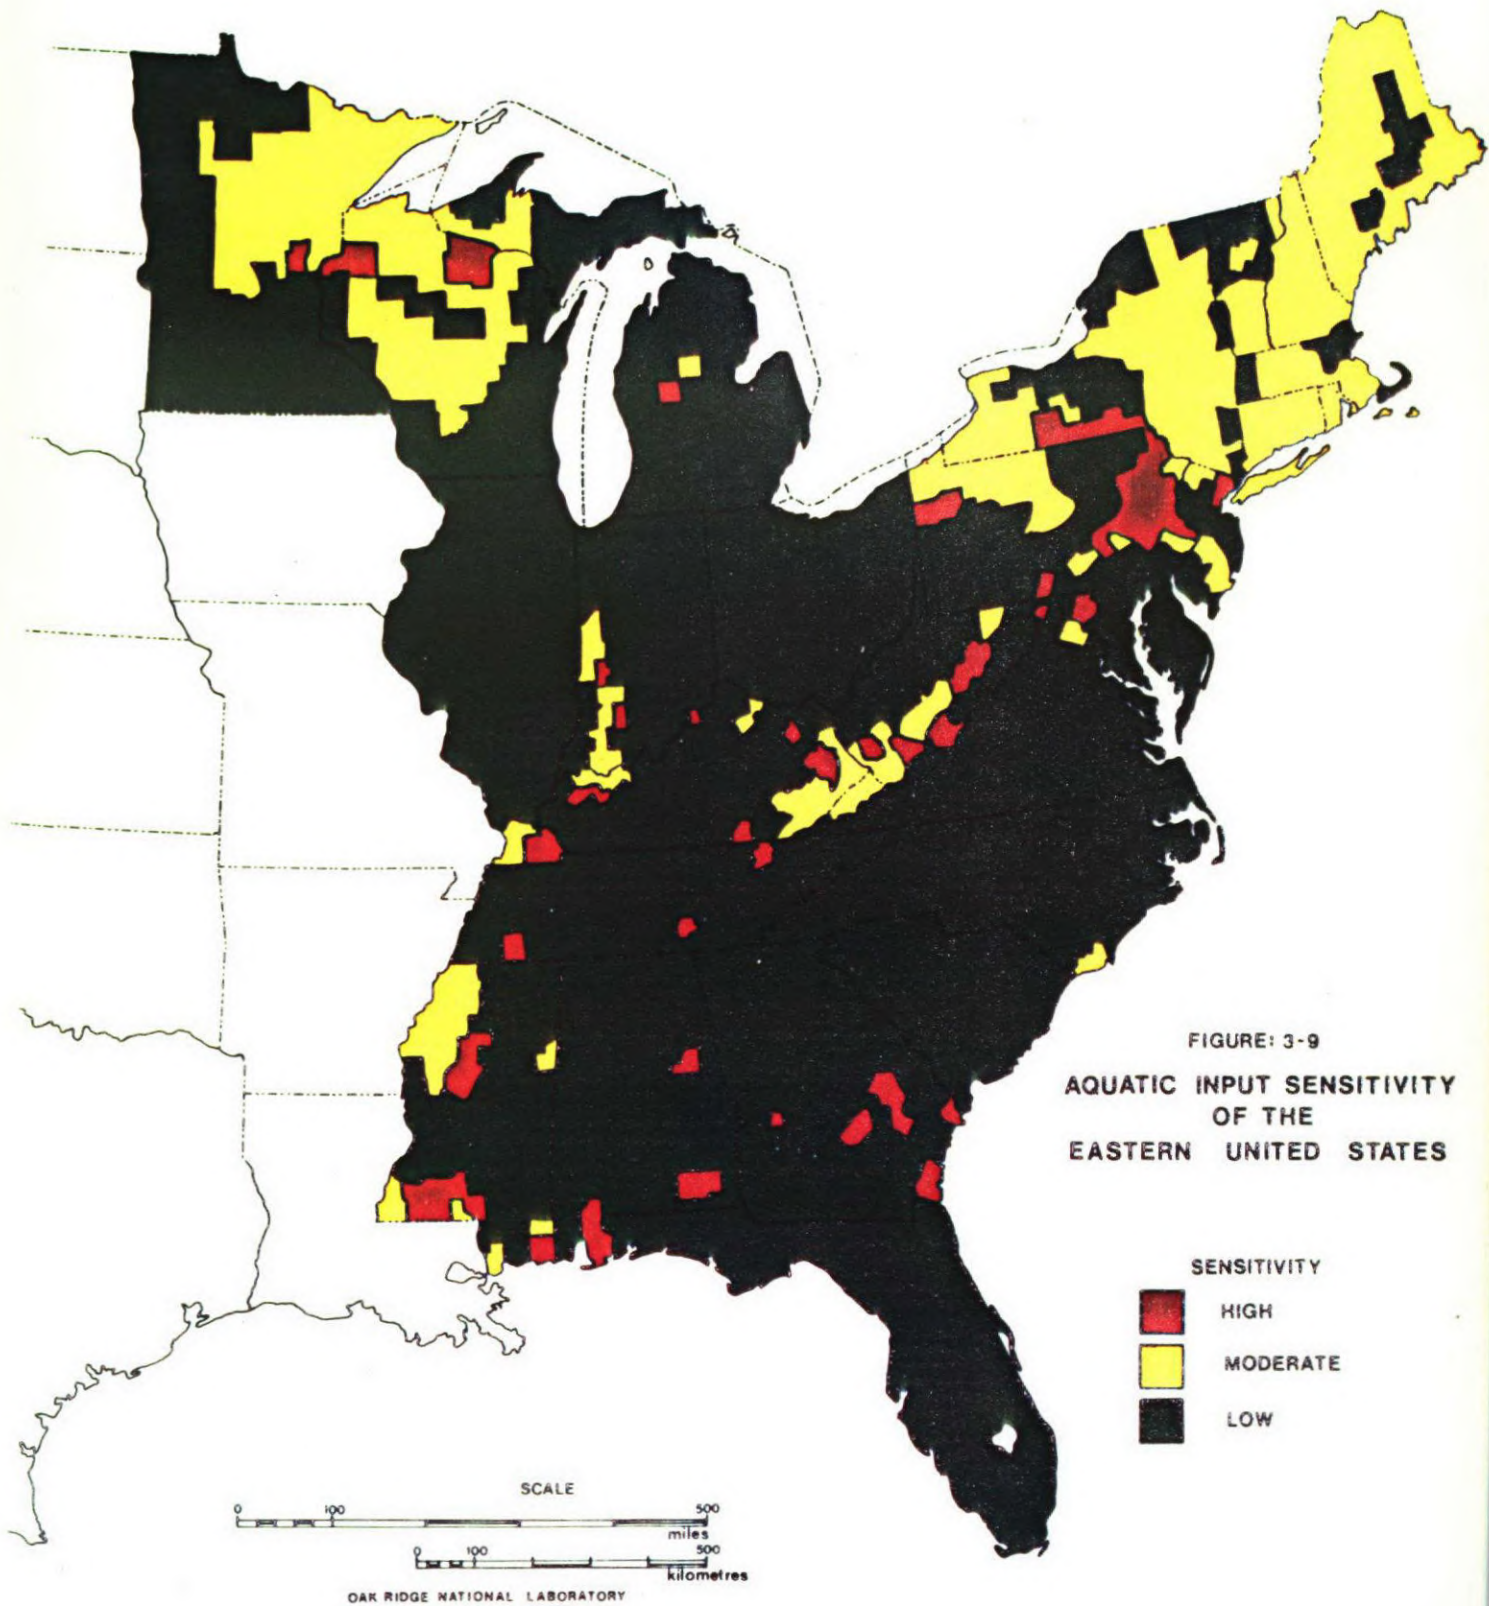 FIGURE: 3-9
AQUATIC INPUT SENSITIVITY
OF THE
EASTERN UNITED STATES
SENSITIVITY
HIGH
MODERATE
LOW
SCALE
0 100 500
miles
0 100 500
kilometres
OAK RIDGE NATIONAL LABORATORY